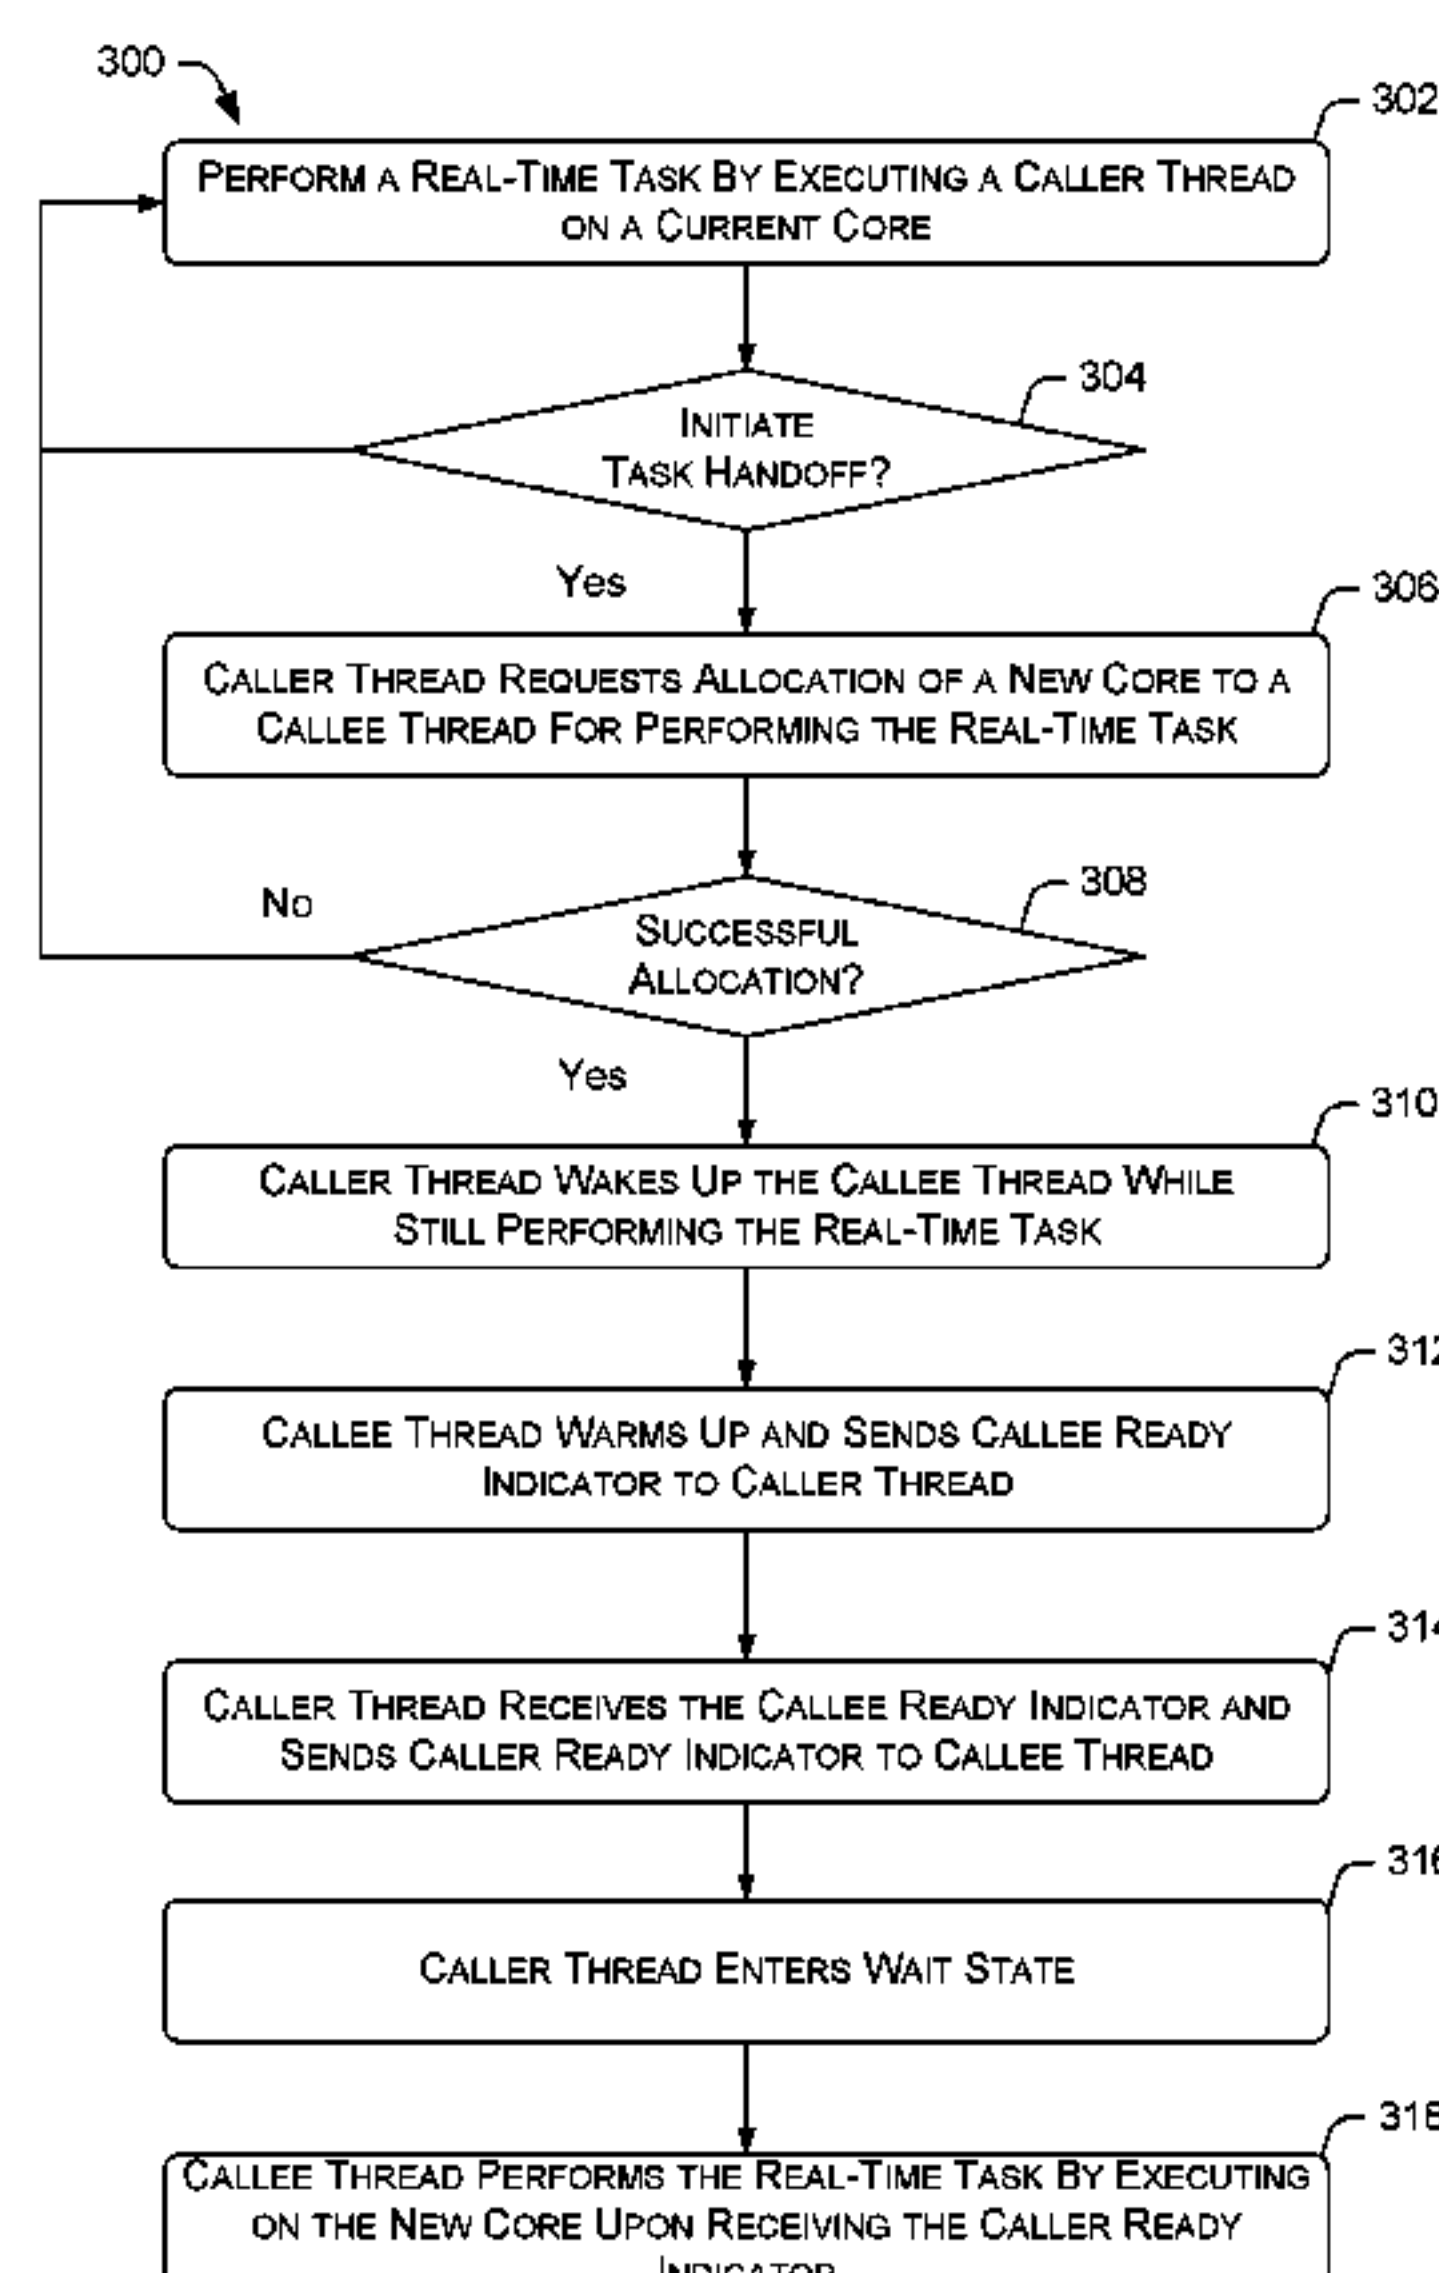 300
302
PERFORM A REAL-TIME TASK BY EXECUTING A CALLER THREAD
ON A CURRENT CORE
304
INITIATE
TASK HANDOFF?
Yes
306
CALLER THREAD REQUESTS ALLOCATION OF A NEW CORE TO A
CALLEE THREAD FOR PERFORMING THE REAL-TIME TASK
308
No
SUCCESSFUL
ALLOCATION?
Yes
310
CALLER THREAD WAKES UP THE CALLEE THREAD WHILE
STILL PERFORMING THE REAL-TIME TASK
312
CALLEE THREAD WARMS UP AND SENDS CALLEE READY
INDICATOR TO CALLER THREAD
314
CALLER THREAD RECEIVES THE CALLEE READY INDICATOR AND
SENDS CALLER READY INDICATOR TO CALLEE THREAD
316
CALLER THREAD ENTERS WAIT STATE
318
CALLEE THREAD PERFORMS THE REAL-TIME TASK BY EXECUTING
ON THE NEW CORE UPON RECEIVING THE CALLER READY
INDICATOR